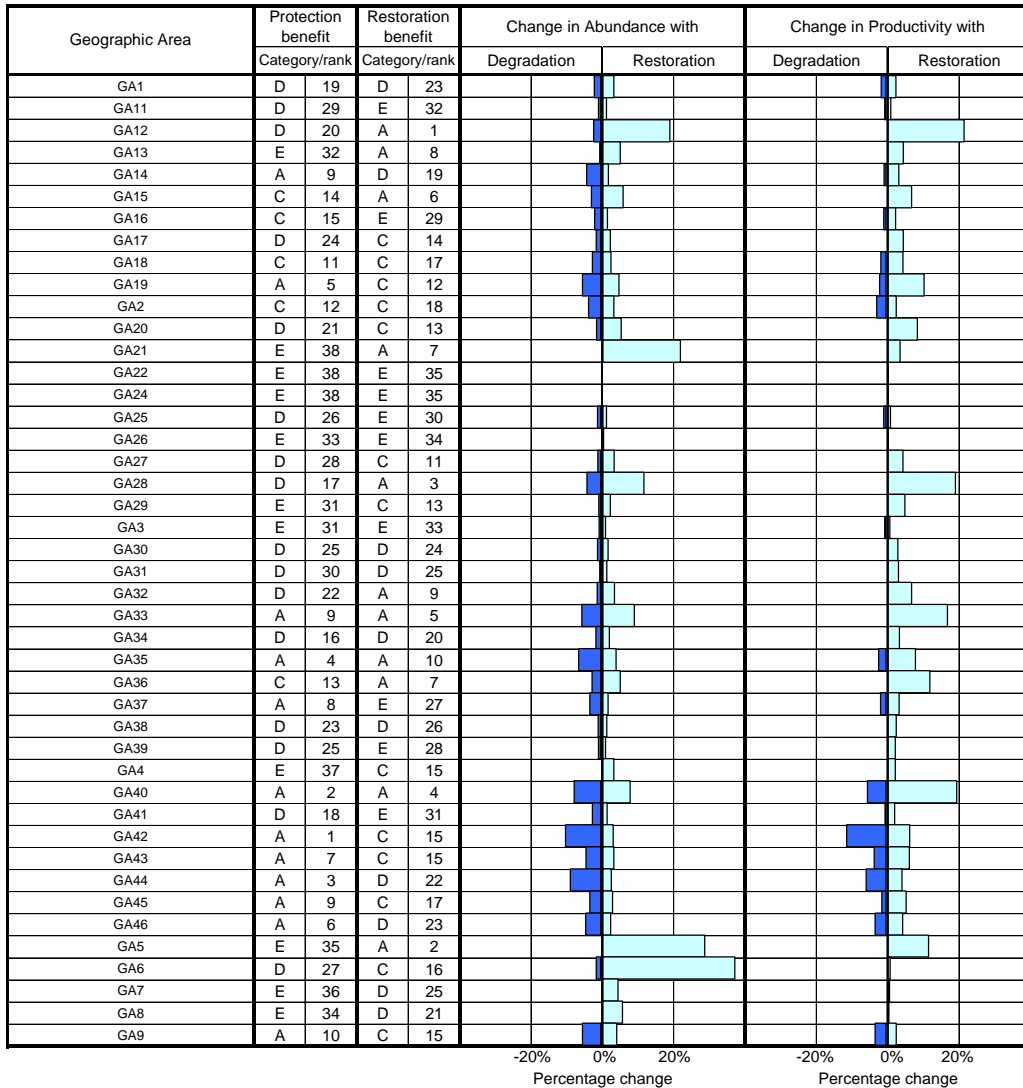 Geographic Area
Protection benefit
Restoration benefit
Change in Abundance with
Change in Productivity with
Category/rank
Category/rank
Degradation
Restoration
Degradation
Restoration
GA1 D 19 D 23
GA11 D 29 E 32
GA12 D 20 A 1
GA13 E 32 A 8
GA14 A 9 D 19
GA15 C 14 A 6
GA16 C 15 E 29
GA17 D 24 C 14
GA18 C 11 C 17
GA19 A 5 C 12
GA2 C 12 C 18
GA20 D 21 C 13
GA21 E 38 A 7
GA22 E 38 E 35
GA24 E 38 E 35
GA25 D 26 E 30
GA26 E 33 E 34
GA27 D 28 C 11
GA28 D 17 A 3
GA29 E 31 C 13
GA3 E 31 E 33
GA30 D 25 D 24
GA31 D 30 D 25
GA32 D 22 A 9
GA33 A 9 A 5
GA34 D 16 D 20
GA35 A 4 A 10
GA36 C 13 A 7
GA37 A 8 E 27
GA38 D 23 D 26
GA39 D 25 E 28
GA4 E 37 C 15
GA40 A 2 A 4
GA41 D 18 E 31
GA42 A 1 C 15
GA43 A 7 C 15
GA44 A 3 D 22
GA45 A 9 C 17
GA46 A 6 D 23
GA5 E 35 A 2
GA6 D 27 C 16
GA7 E 36 D 25
GA8 E 34 D 21
GA9 A 10 C 15
-20% 0% 20%
-20% 0% 20%
Percentage change
Percentage change